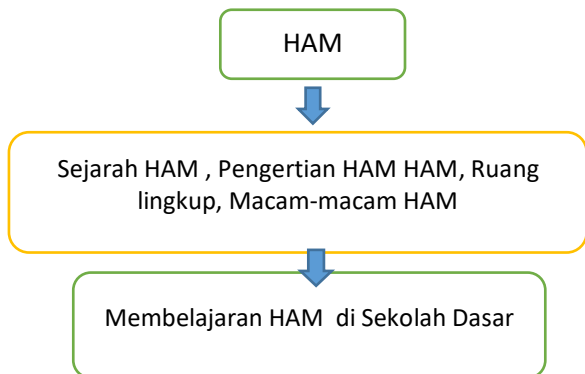 HAM
Sejarah HAM , Pengertian HAM HAM, Ruang
lingkup, Macam-macam HAM
Membelajaran HAM di Sekolah Dasar